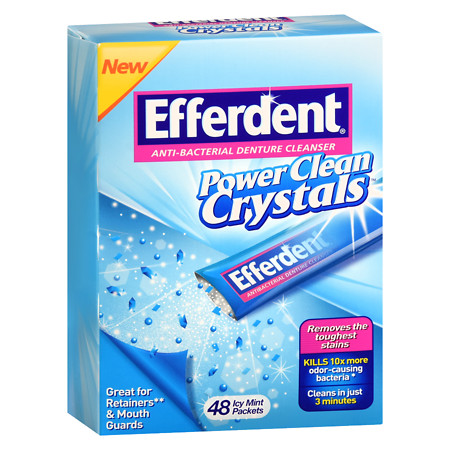 New
Efferdent®
ANTI-BACTERIAL DENTURE CLEANSER
Power Clean
Crystals™
Efferdent
ANTIBACTERIAL DENTURE CLEANSER
Removes the
toughest
stains
KILLS 10x more
odor-causing
bacteria*
Cleans in just
3 minutes
Great for
Retainers**
& Mouth
Guards
48 Icy Mint
Packets